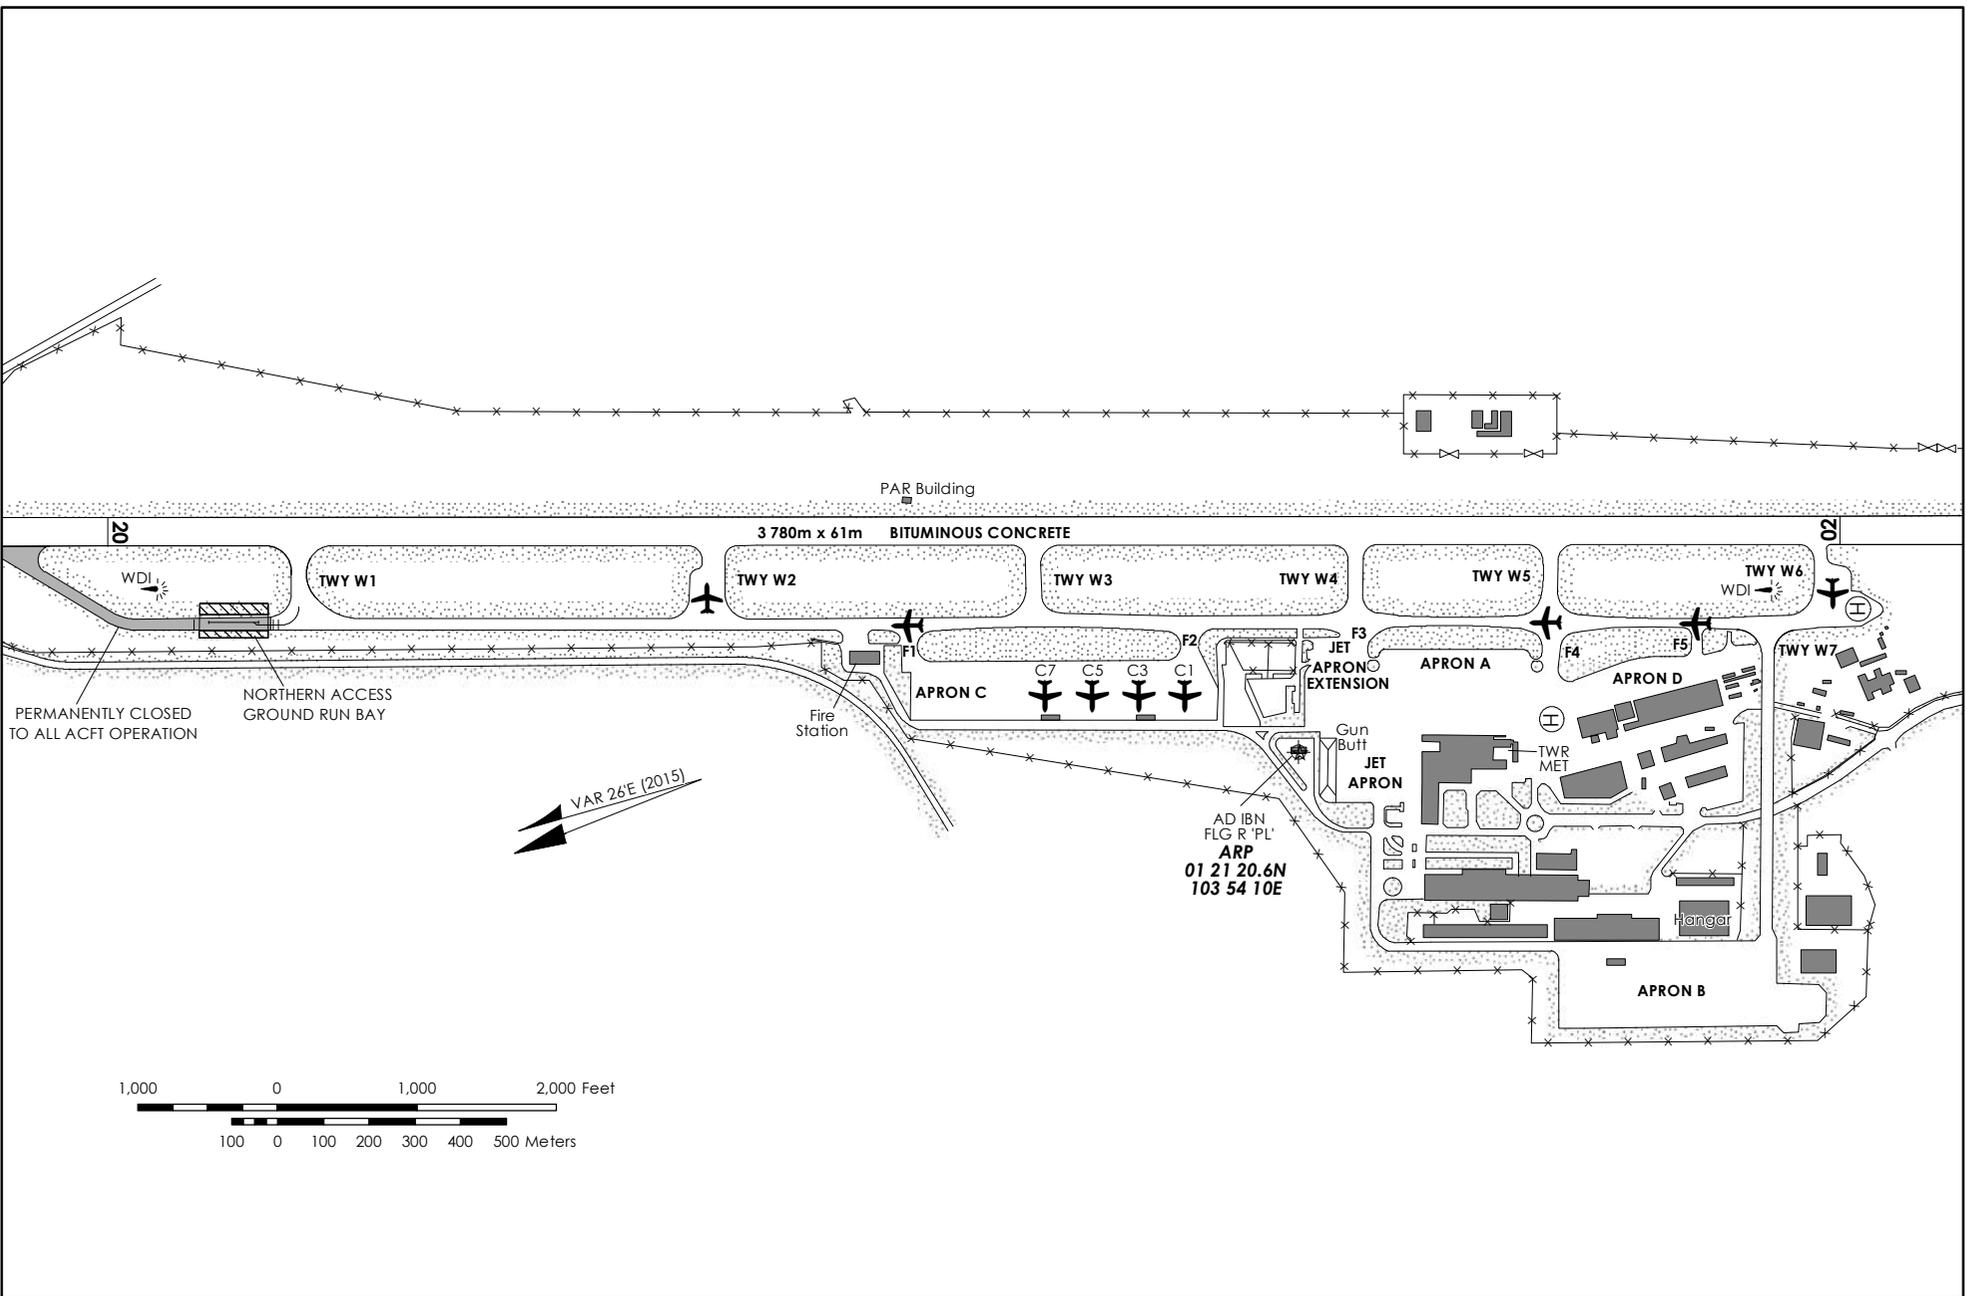 PAR Building
20
3 780m x 61m BITUMINOUS CONCRETE
02
WDI
TWY W1
TWY W2
TWY W3
TWY W4
TWY W5
TWY W6
WDI
H
F1
F2
F3
F4
F5
TWY W7
JET
APRON
EXTENSION
APRON A
APRON D
APRON C
C7
C5
C3
C1
NORTHERN ACCESS
GROUND RUN BAY
PERMANENTLY CLOSED
TO ALL ACFT OPERATION
Fire
Station
H
Gun
Butt
TWR
MET
JET
APRON
VAR 26'E (2015)
AD IBN
FLG R 'PL'
ARP
01 21 20.6N
103 54 10E
Hangar
APRON B
1,000 0 1,000 2,000 Feet
100 0 100 200 300 400 500 Meters